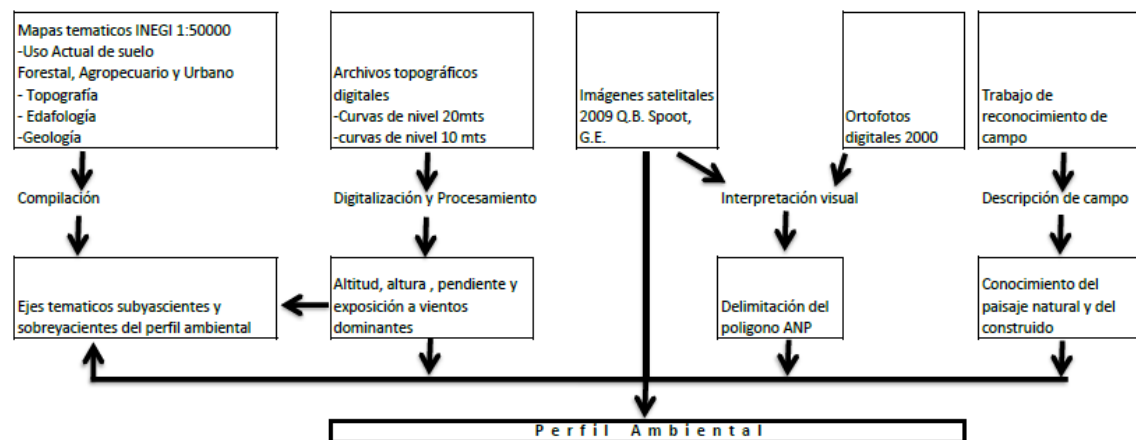 Mapas tematicos INEGI 1:50000
-Uso Actual de suelo
Forestal, Agropecuario y Urbano
- Topografía
- Edafología
-Geología
Archivos topográficos
digitales
-Curvas de nivel 20mts
-curvas de nivel 10 mts
Imágenes satelitales
2009 Q.B. Spoot,
G.E.
Ortofotos
digitales 2000
Trabajo de
reconocimiento de
campo
Compilación
Digitalización y Procesamiento
Interpretación visual
Descripción de campo
Ejes tematicos subyascientes y
sobreyacientes del perfil ambiental
Altitud, altura , pendiente y
exposición a vientos
dominantes
Delimitación del
poligono ANP
Conocimiento del
paisaje natural y del
construido
Perfil Ambiental